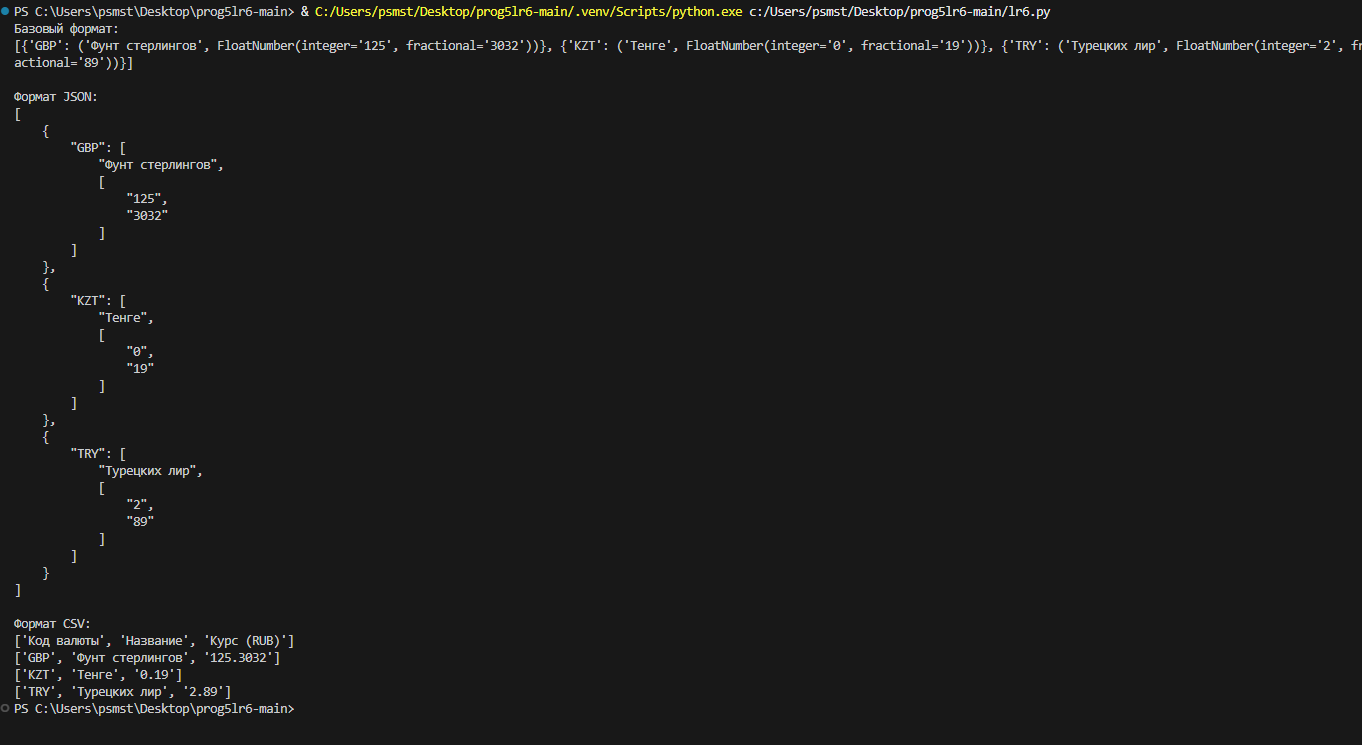 PS C:\Users\psmst\Desktop\prog5lr6-main> & C:/Users/psmst/Desktop/prog5lr6-main/.venv/Scripts/python.exe c:/Users/psmst/Desktop/prog5lr6-main/lr6.py
Базовый формат:
[{'GBP': ('Фунт стерлингов', FloatNumber(integer='125', fractional='3032'))}, {'KZT': ('Тенге', FloatNumber(integer='0', fractional='19'))}, {'TRY': ('Турецких лир', FloatNumber(integer='2', fr
actional='89'))}]
Формат JSON:
[
    {
        "GBP": [
            "Фунт стерлингов",
            [
                "125",
                "3032"
            ]
        ]
    },
    {
        "KZT": [
            "Тенге",
            [
                "0",
                "19"
            ]
        ]
    },
    {
        "TRY": [
            "Турецких лир",
            [
                "2",
                "89"
            ]
        ]
    }
]
Формат CSV:
['Код валюты', 'Название', 'Курс (RUB)']
['GBP', 'Фунт стерлингов', '125.3032']
['KZT', 'Тенге', '0.19']
['TRY', 'Турецких лир', '2.89']
PS C:\Users\psmst\Desktop\prog5lr6-main>